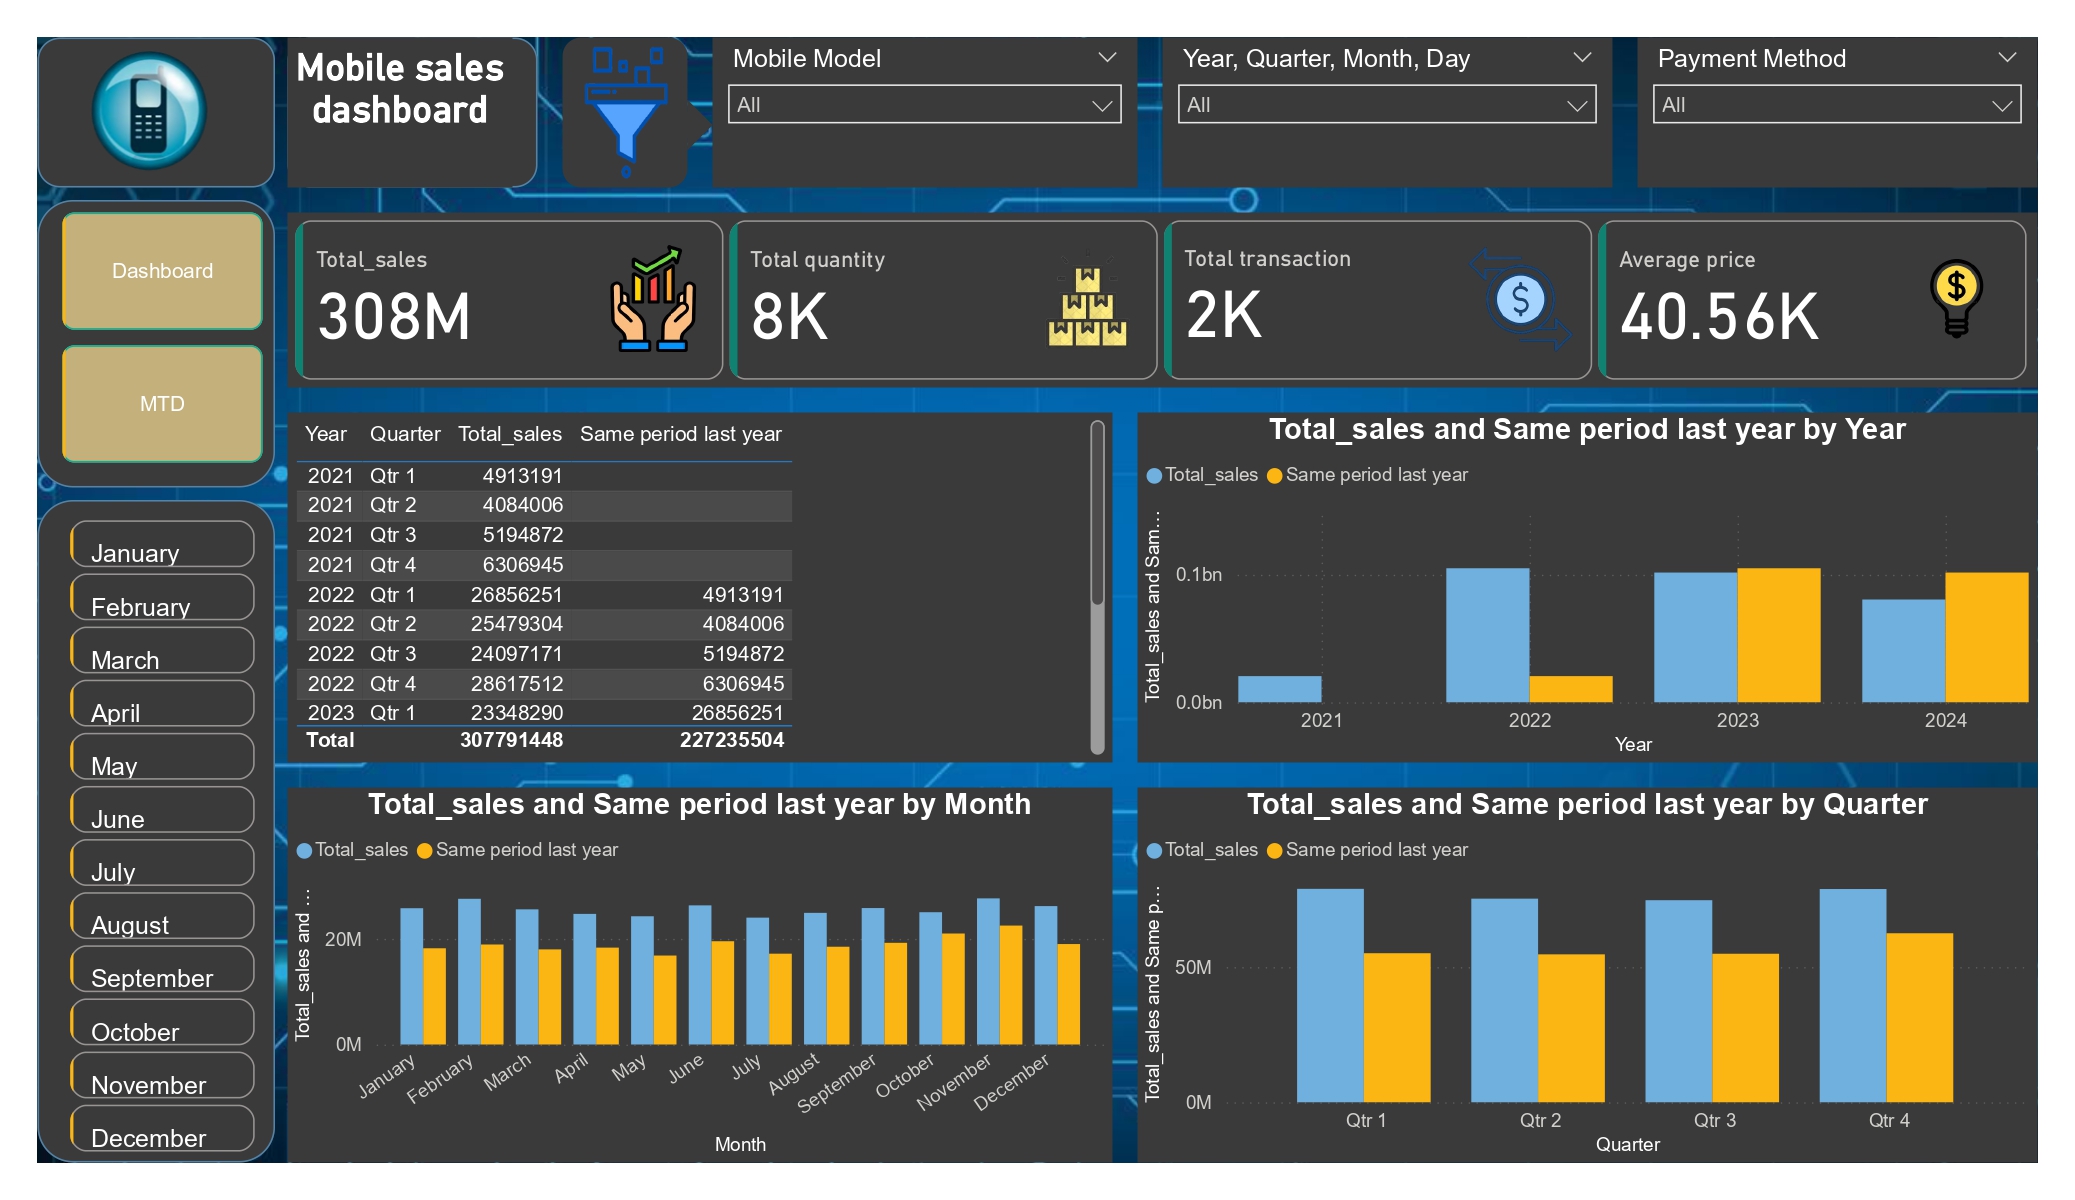 Mobile sales
dashboard
Mobile Model
All
Year, Quarter, Month, Day
All
Payment Method
All
Dashboard
MTD
Total_sales
308M
Total quantity
8K
Total transaction
2K
Average price
40.56K
January
February
March
April
May
June
July
August
September
October
November
December
Year Quarter Total_sales Same period last year
2021 Qtr 1 4913191
2021 Qtr 2 4084006
2021 Qtr 3 5194872
2021 Qtr 4 6306945
2022 Qtr 1 26856251 4913191
2022 Qtr 2 25479304 4084006
2022 Qtr 3 24097171 5194872
2022 Qtr 4 28617512 6306945
2023 Qtr 1 23348290 26856251
Total 307791448 227235504
Total_sales and Same period last year by Year
Total_sales Same period last year
Total_sales and Sam...
0.1bn
0.0bn
2021 2022 2023 2024
Year
Total_sales and Same period last year by Month
Total_sales Same period last year
Total_sales and ...
20M
0M
January February March April May June July August September October November December
Month
Total_sales and Same period last year by Quarter
Total_sales Same period last year
Total_sales and Same p...
50M
0M
Qtr 1 Qtr 2 Qtr 3 Qtr 4
Quarter